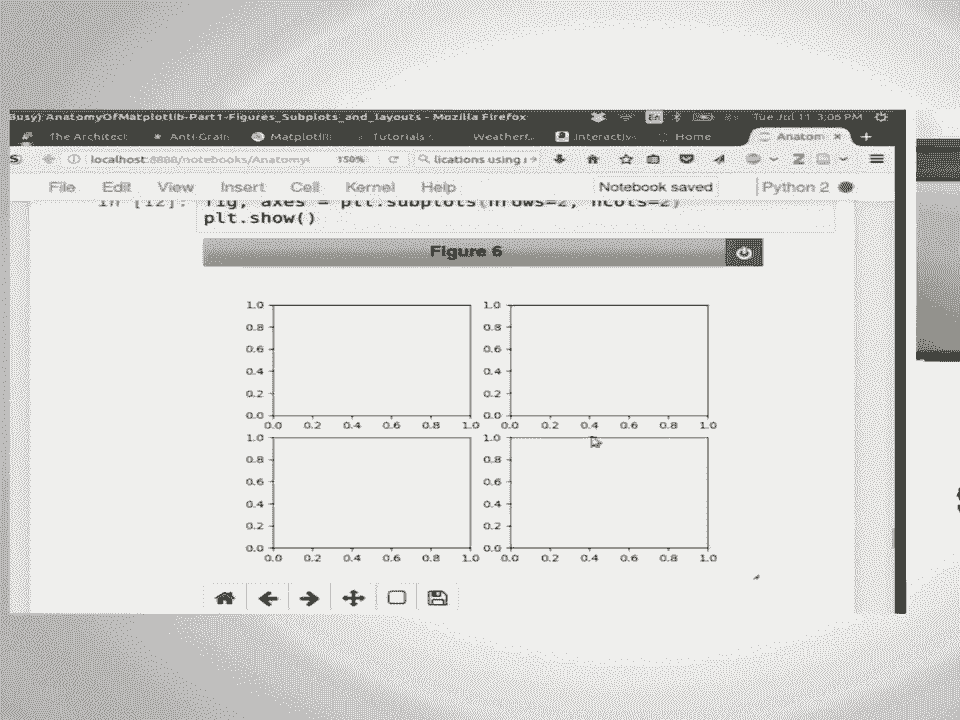 Busy) AnatomyOfMatplotlib-Part1-Figures_Subplots_and_layouts - Mozilla Firefox En Tue Jul 11 3:06 PM
The Architect Anti-Grain Matplotlib Tutorials Weatherf Interactiv Home Anatom × +
S localhost:8888/notebooks/Anatomy 150% lications using
File Edit View Insert Cell Kernel Help Notebook saved Python 2
In [12]: fig, axes = plt.subplots(nrows=2, ncols=2)
plt.show()
Figure 6
1.0 1.0
0.8 0.8
0.6 0.6
0.4 0.4
0.2 0.2
0.0 0.0
0.0 0.2 0.4 0.6 0.8 1.0 0.0 0.2 0.4 0.6 0.8 1.0
1.0 1.0
0.8 0.8
0.6 0.6
0.4 0.4
0.2 0.2
0.0 0.0
0.0 0.2 0.4 0.6 0.8 1.0 0.0 0.2 0.4 0.6 0.8 1.0